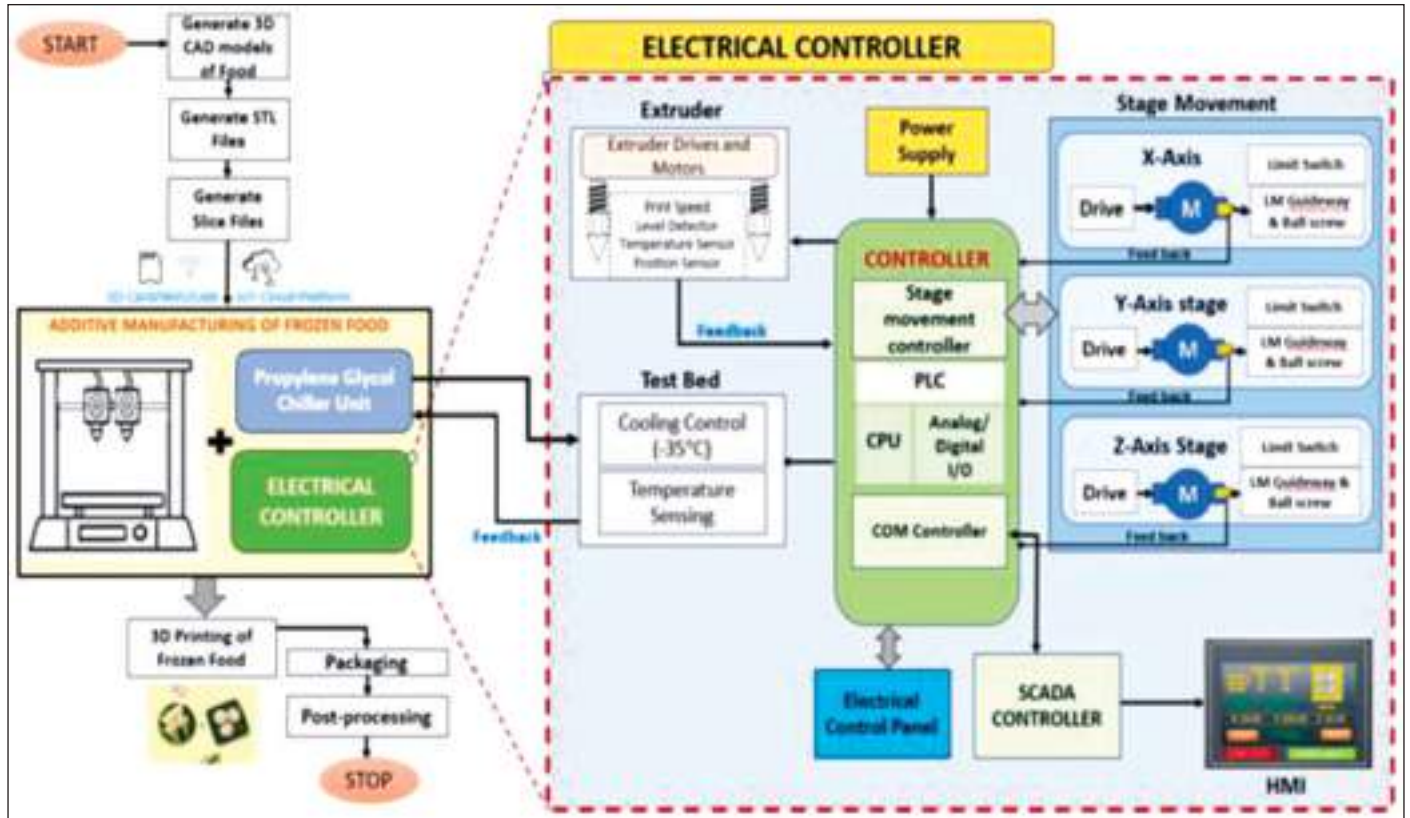 START
Generate 3D
CAD models
of Food
Generate STL
Files
Generate
Slice Files
ADDITIVE MANUFACTURING OF FROZEN FOOD
Propylene Glycol
Chiller Unit
+
ELECTRICAL
CONTROLLER
3D Printing of
Frozen Food
Packaging
Post-processing
STOP
ELECTRICAL CONTROLLER
Extruder
Extruder Drives and
Motors
Print Speed
Level Detector
Temperature Sensor
Position Sensor
Feedback
Test Bed
Cooling Control
(-35°C)
Temperature
Sensing
Feedback
Power
Supply
CONTROLLER
Stage
movement
controller
PLC
CPU
Analog/
Digital
I/O
COM Controller
Electrical
Control Panel
SCADA
CONTROLLER
HMI
Stage Movement
X-Axis
Drive
M
Limit Switch
LM Guideway
& Ball screw
Feed back
Y-Axis stage
Drive
M
Limit Switch
LM Guideway
& Ball screw
Feed back
Z-Axis Stage
Drive
M
Limit Switch
LM Guideway &
Ball screw
Feed back